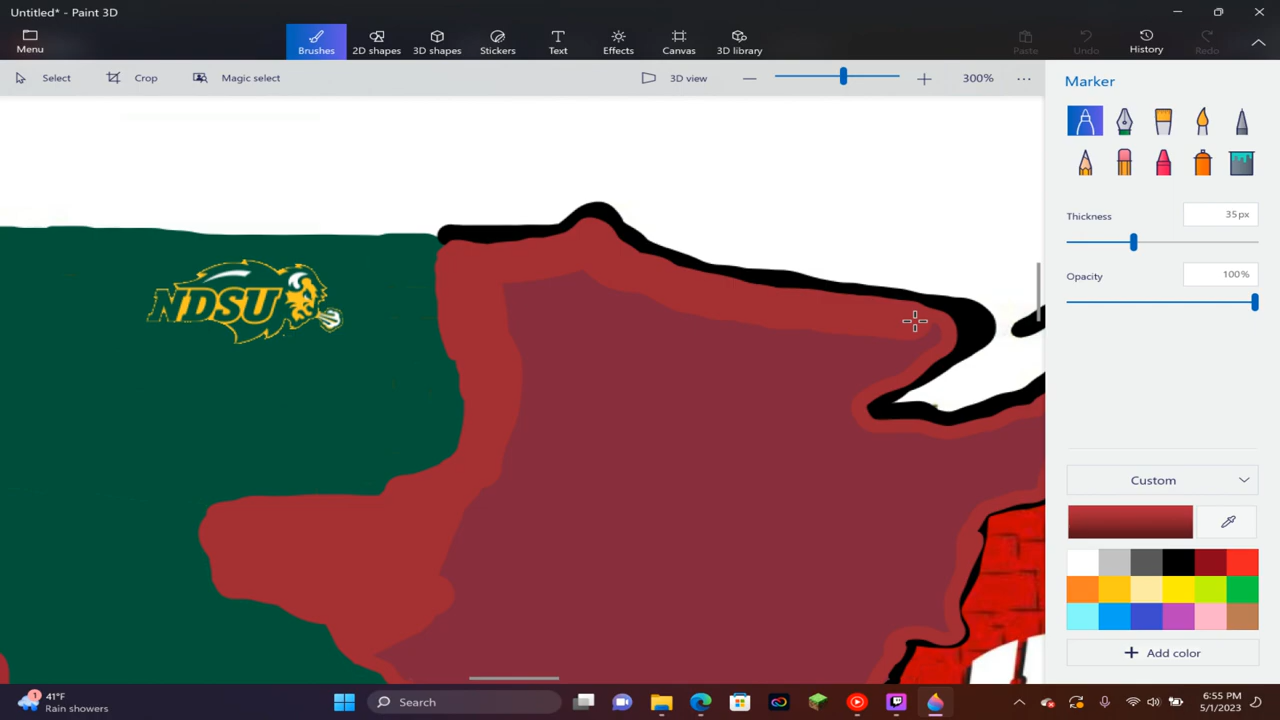 Untitled* - Paint 3D
Menu
Brushes
2D shapes
3D shapes
Stickers
Text
Effects
Canvas
3D library
Paste
Undo
History
Redo
Select
Crop
Magic select
3D view
300%
Marker
Thickness
35px
Opacity
100%
Custom
Add color
NDSU
1
41°F
Rain showers
Search
6:55 PM
5/1/2023